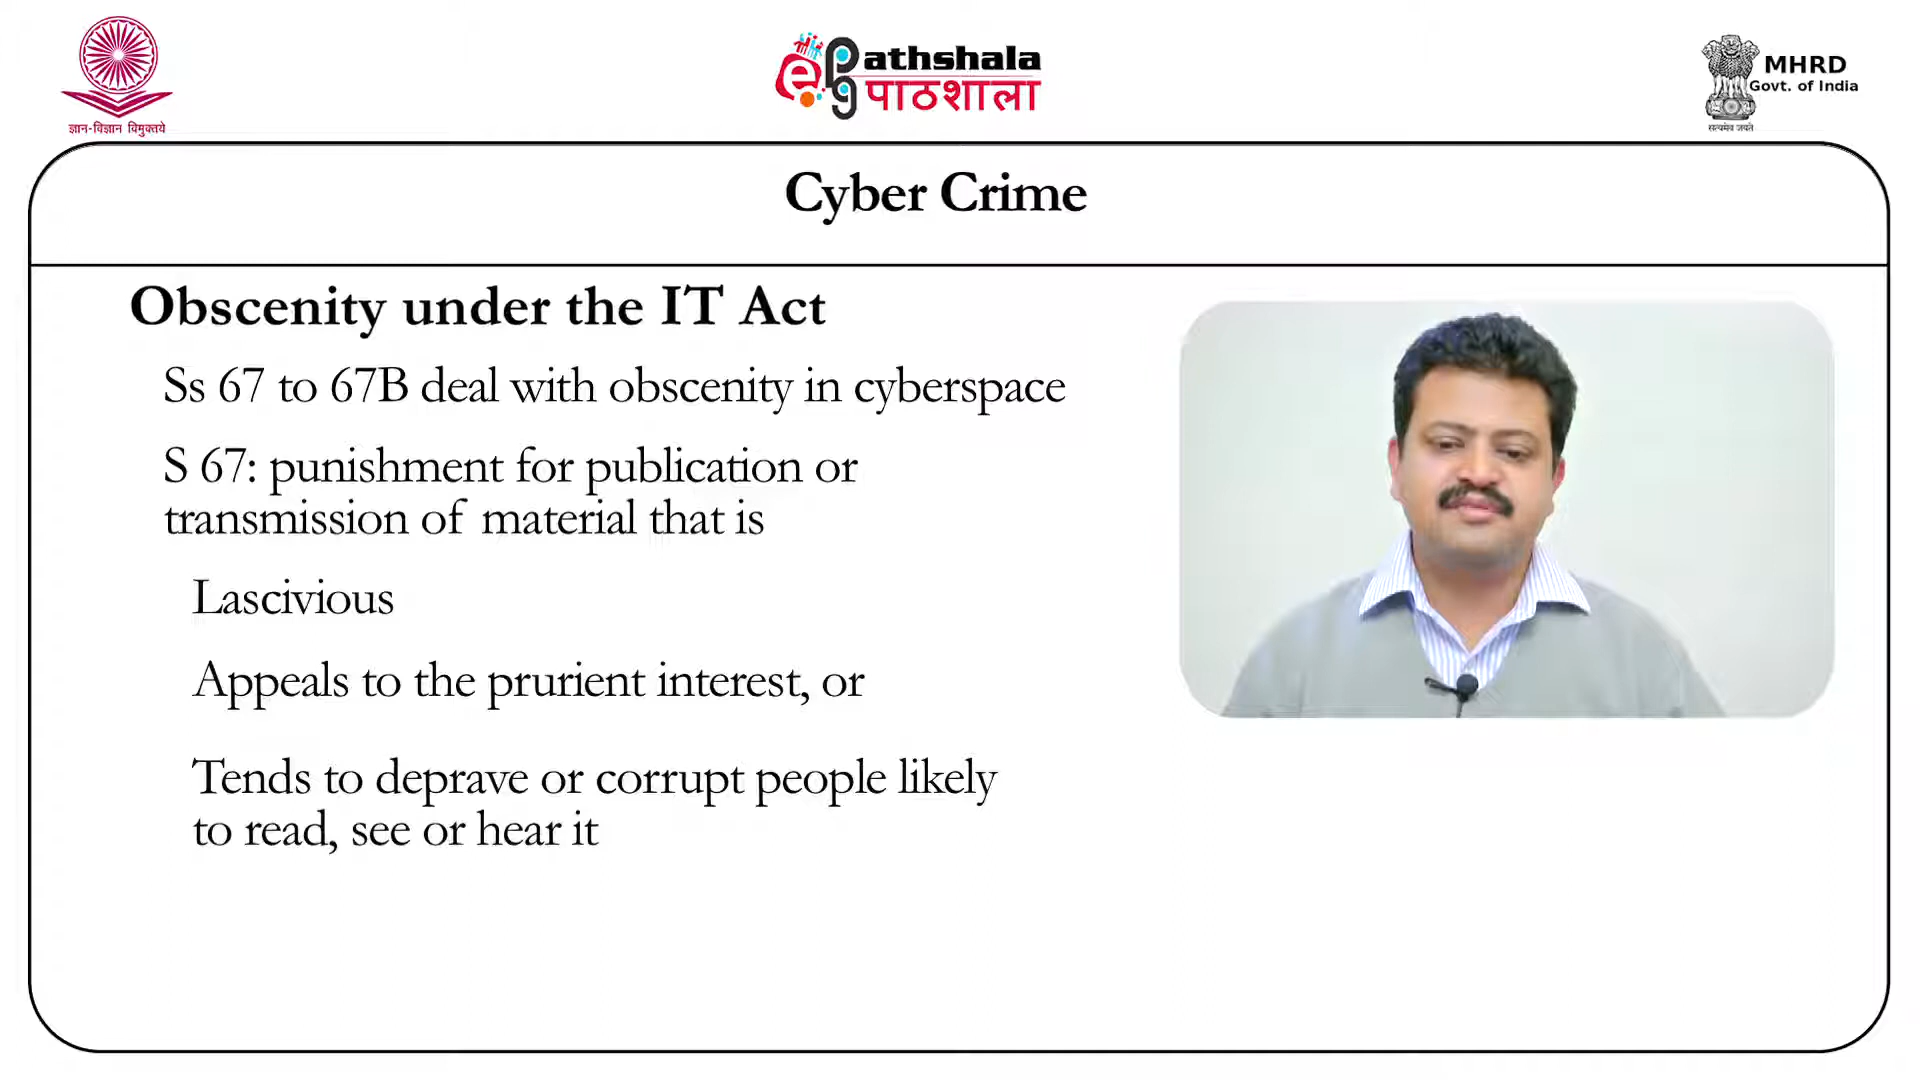 ज्ञान-विज्ञान विमुक्तये
ePathshala
पाठशाला
MHRD
Govt. of India
सत्यमेव जयते
Cyber Crime
Obscenity under the IT Act
Ss 67 to 67B deal with obscenity in cyberspace
S 67: punishment for publication or
transmission of material that is
Lascivious
Appeals to the prurient interest, or
Tends to deprave or corrupt people likely
to read, see or hear it